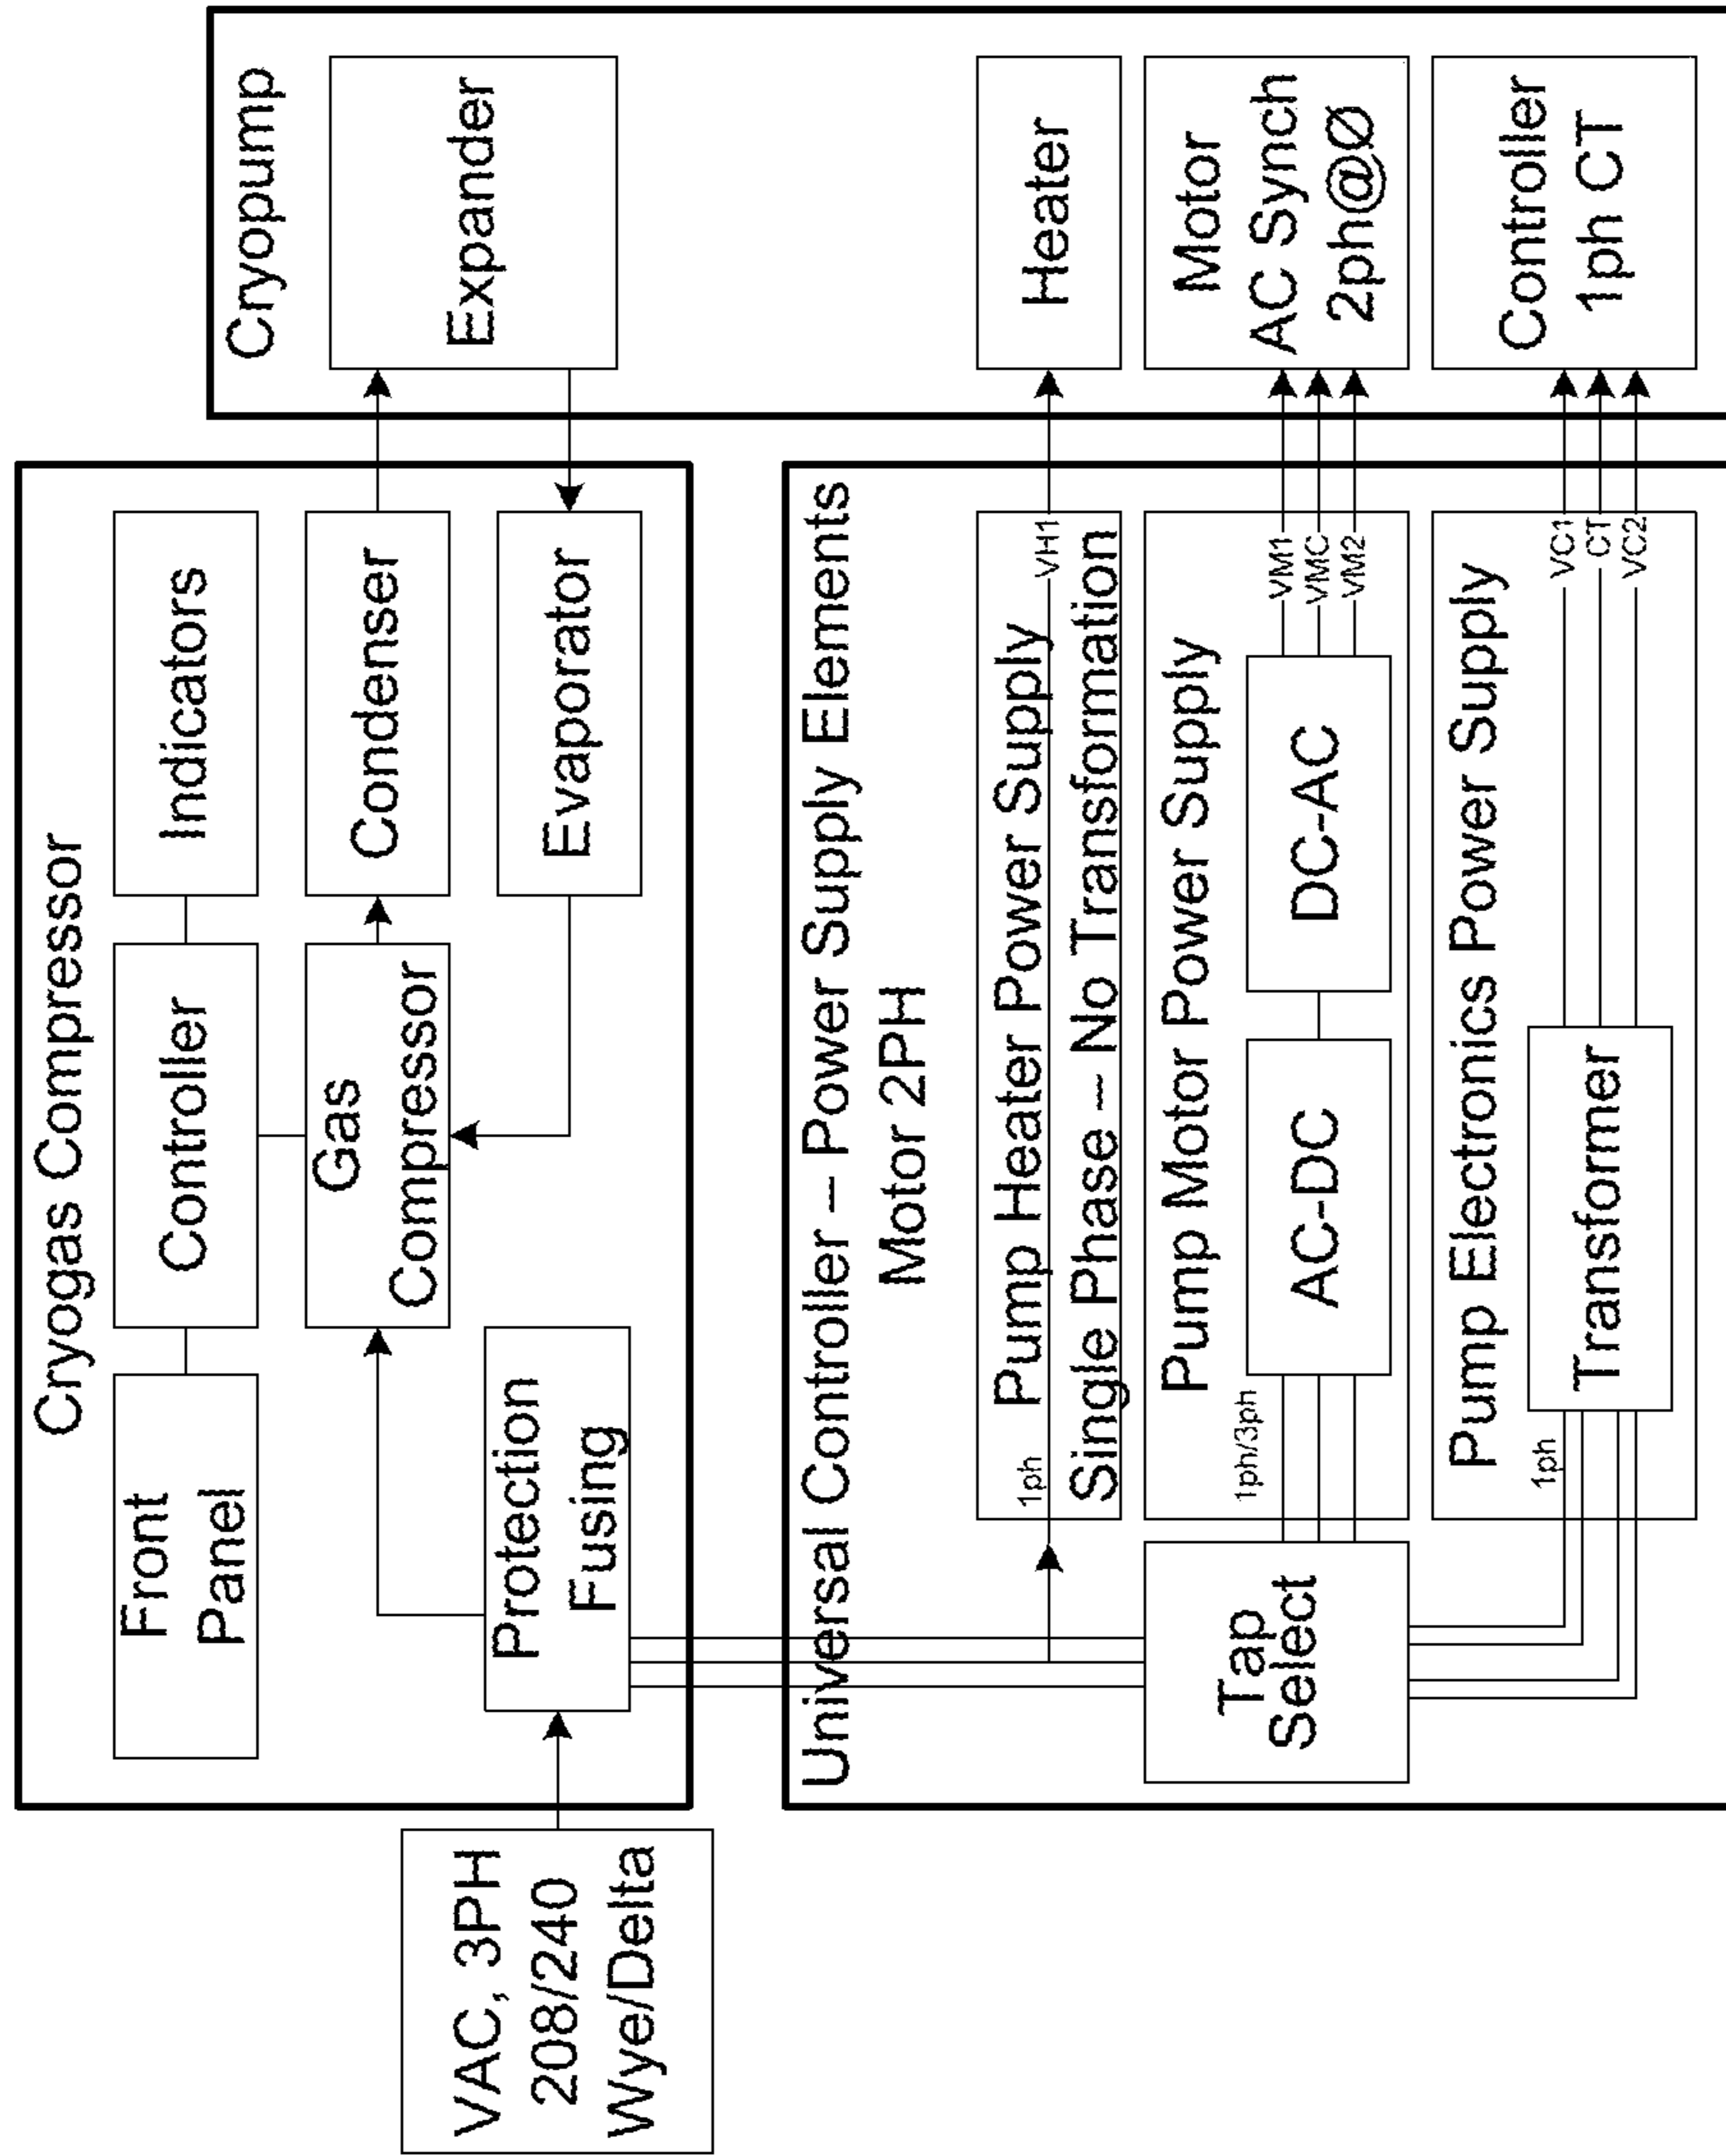 Cryogas Compressor
Front
Panel
Controller
Indicators
Gas
Compressor
Condenser
Protection
Fusing
Evaporator
VAC, 3PH
208/240
Wye/Delta
Cryopump
Expander
Heater
Motor
AC Synch
2ph@Ø
Controller
1ph CT
Universal Controller – Power Supply Elements
Motor 2PH
1ph
Pump Heater Power Supply
VH1
Single Phase – No Transformation
Tap
Select
Pump Motor Power Supply
1ph/3ph
AC-DC
DC-AC
VM1
VMC
VM2
Pump Electronics Power Supply
1ph
Transformer
VC1
CT
VC2